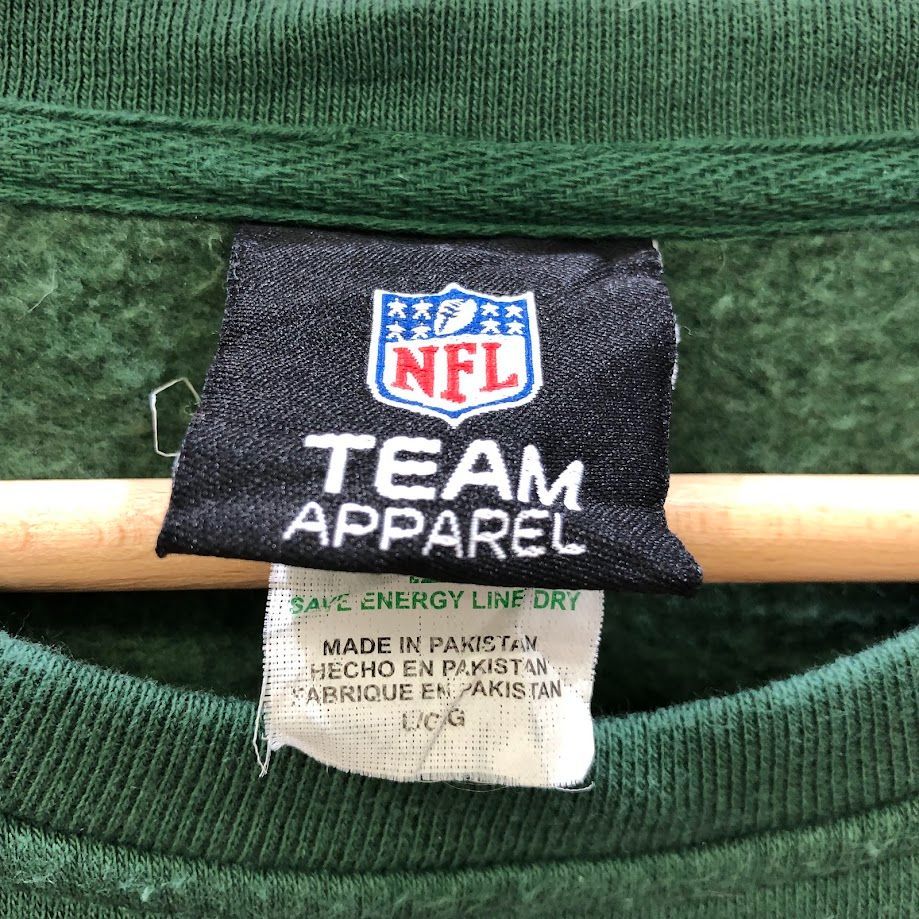 NFL
TEAM
APPAREL
SAVE ENERGY LINE DRY
MADE IN PAKISTAN
HECHO EN PAKISTAN
FABRIQUE EN PAKISTAN
L/G/G